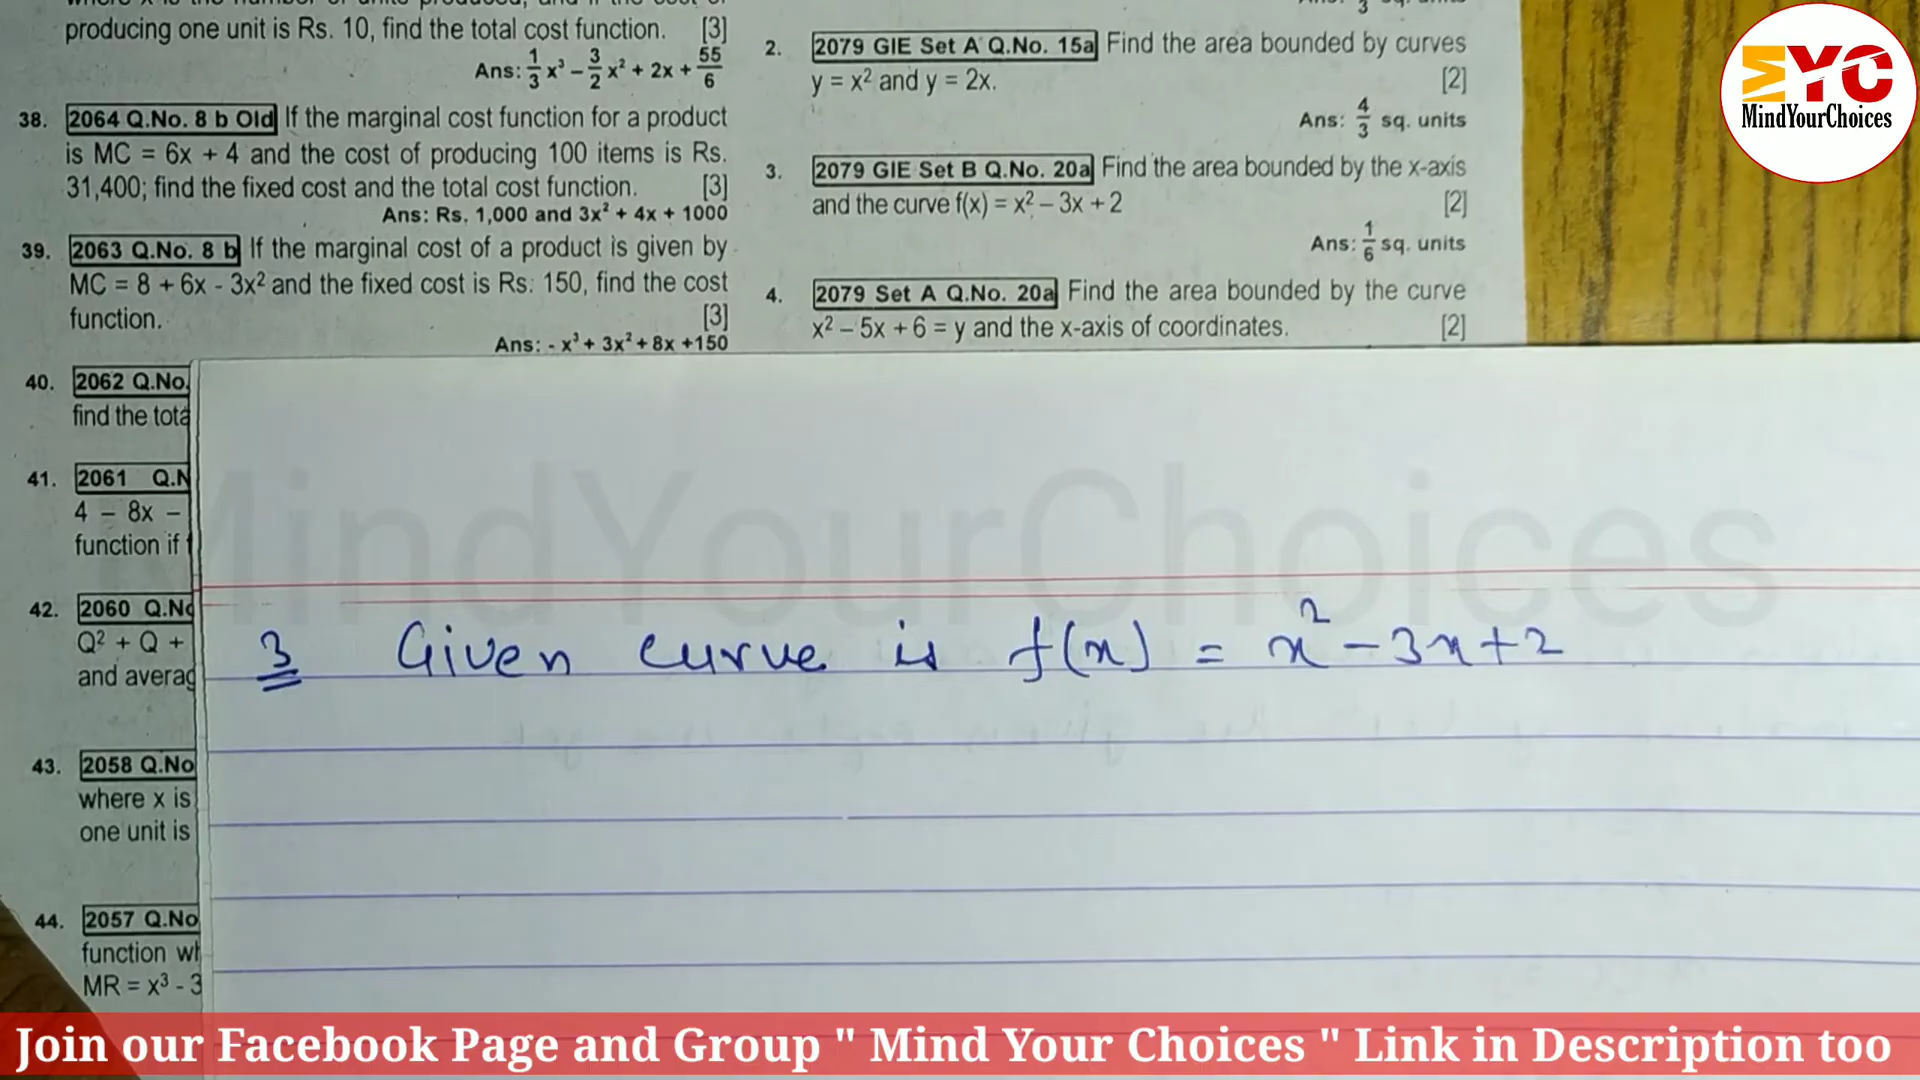 producing one unit is Rs. 10, find the total cost function. [3]
Ans: 1/3 x³ – 3/2 x² + 2x + 55/6
38. 2064 Q.No. 8 b Old If the marginal cost function for a product
is MC = 6x + 4 and the cost of producing 100 items is Rs.
31,400; find the fixed cost and the total cost function. [3]
Ans: Rs. 1,000 and 3x² + 4x + 1000
39. 2063 Q.No. 8 b If the marginal cost of a product is given by
MC = 8 + 6x - 3x² and the fixed cost is Rs. 150, find the cost
function. [3]
Ans: - x³ + 3x² + 8x +150
40. 2062 Q.No.
find the tota
41. 2061 Q.N
4 – 8x –
function if
42. 2060 Q.No
Q² + Q +
and averag
43. 2058 Q.No
where x is
one unit is
44. 2057 Q.No
function wh
MR = x³ - 3
2. 2079 GIE Set A Q.No. 15a Find the area bounded by curves
y = x² and y = 2x. [2]
Ans: 4/3 sq. units
3. 2079 GIE Set B Q.No. 20a Find the area bounded by the x-axis
and the curve f(x) = x² – 3x + 2 [2]
Ans: 1/6 sq. units
4. 2079 Set A Q.No. 20a Find the area bounded by the curve
x² – 5x + 6 = y and the x-axis of coordinates. [2]
MYC
MindYourChoices
MindYourChoices
3 Given curve is f(x) = x² – 3x + 2
Join our Facebook Page and Group " Mind Your Choices " Link in Description too